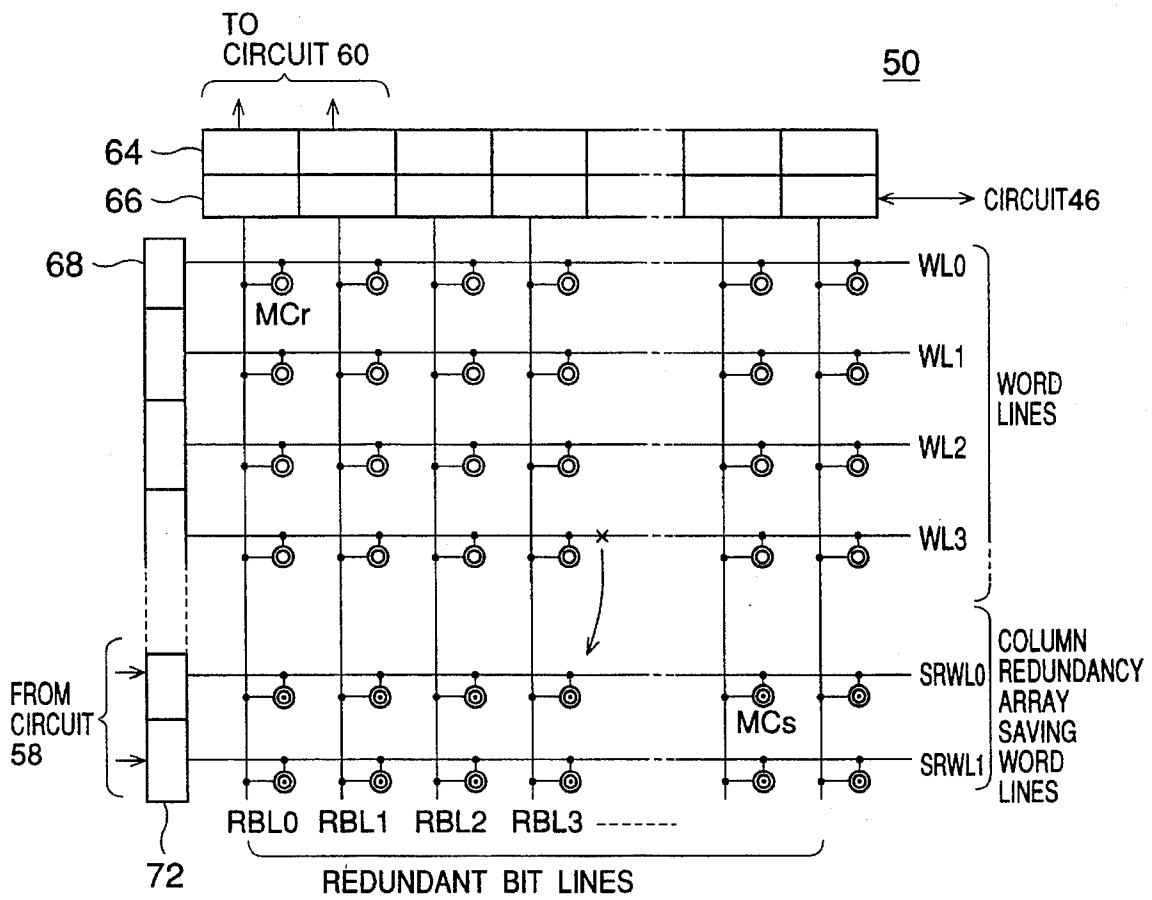 TO
CIRCUIT 60
50
64
66
CIRCUIT46
68
WL0
MCr
WL1
WORD
LINES
WL2
WL3
COLUMN
REDUNDANCY
ARRAY
SAVING
WORD
LINES
SRWL0
FROM
CIRCUIT
58
MCs
SRWL1
RBL0 RBL1 RBL2 RBL3
72
REDUNDANT BIT LINES